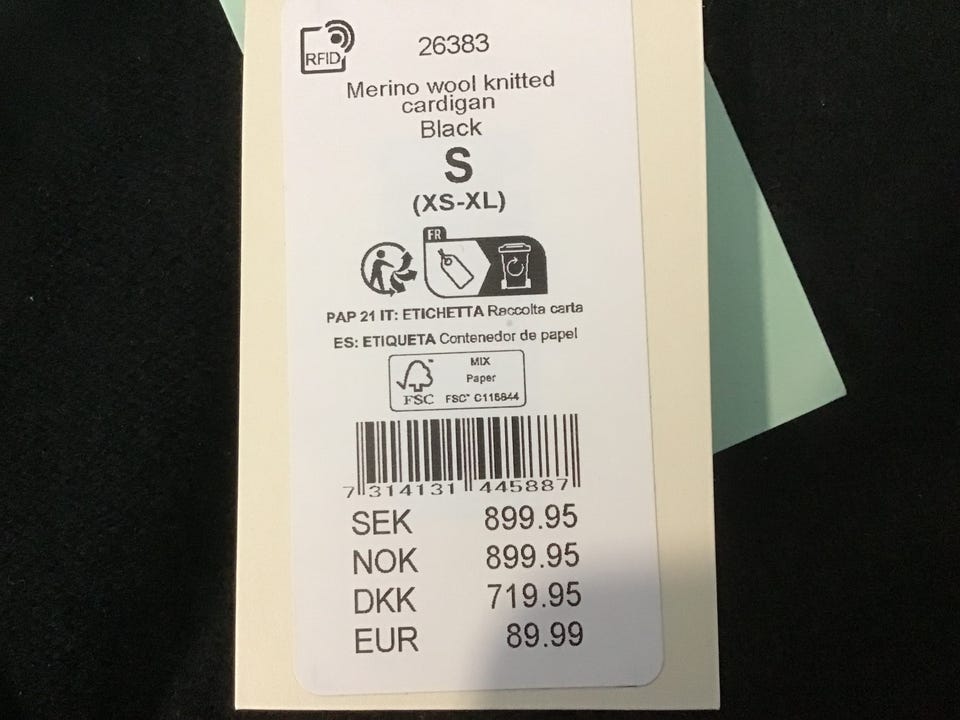 RFID
26383
Merino wool knitted
cardigan
Black
S
(XS-XL)
FR
PAP 21 IT: ETICHETTA Raccolta carta
ES: ETIQUETA Contenedor de papel
FSC™
MIX
Paper
FSC™ C115844
7 314131 445887
SEK 899.95
NOK 899.95
DKK 719.95
EUR 89.99